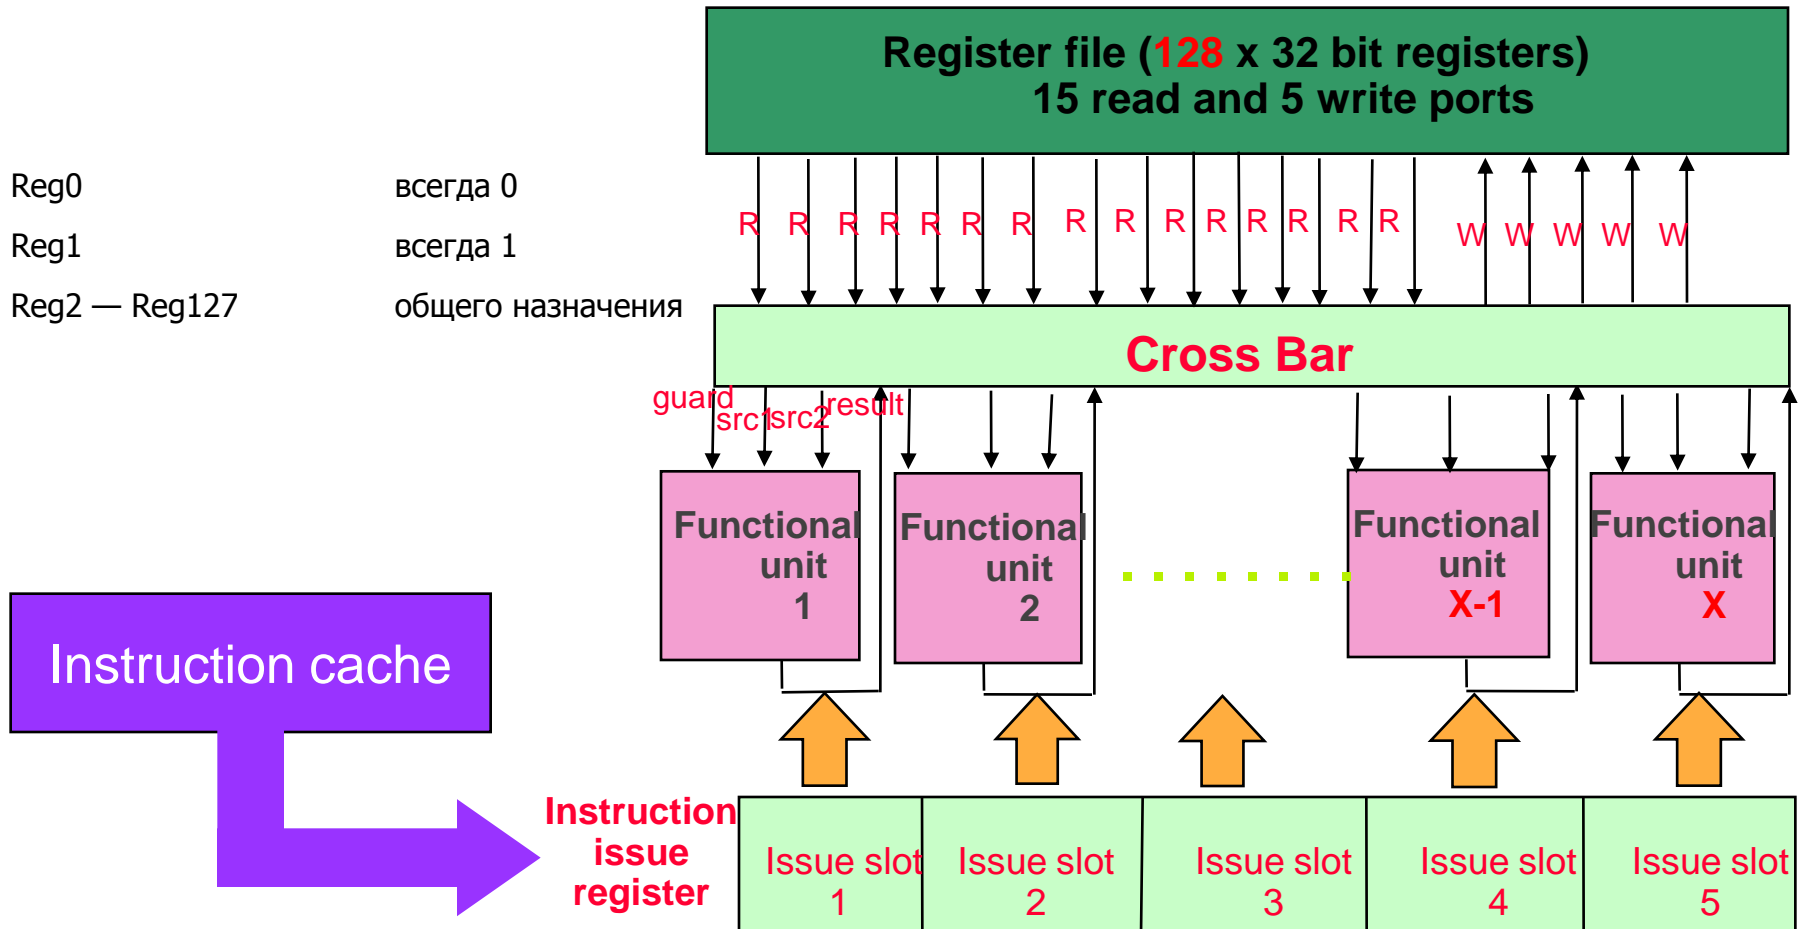 Register file (128 x 32 bit registers)
15 read and 5 write ports
Reg0 всегда 0
Reg1 всегда 1
Reg2 — Reg127 общего назначения
R R R R R R R R R R R R R R R W W W W W
Cross Bar
guard src1 src2 result
Functional unit 1
Functional unit 2
Functional unit X-1
Functional unit X
Instruction cache
Instruction issue register
Issue slot 1
Issue slot 2
Issue slot 3
Issue slot 4
Issue slot 5